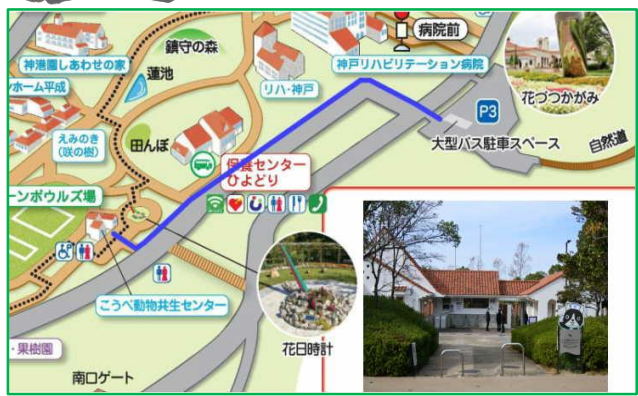 病院前
鎮守の森
神港園しあわせの家
ンホーム平成
蓮池
リハ・神戸
神戸リハビリテーション病院
花づつかがみ
P3
大型バス駐車スペース
自然道
えみのき
(咲の樹)
田んぼ
保養センター
ひよどり
ーンボウルズ場
P
こうべ動物共生センター
花日時計
・果樹園
南口ゲート